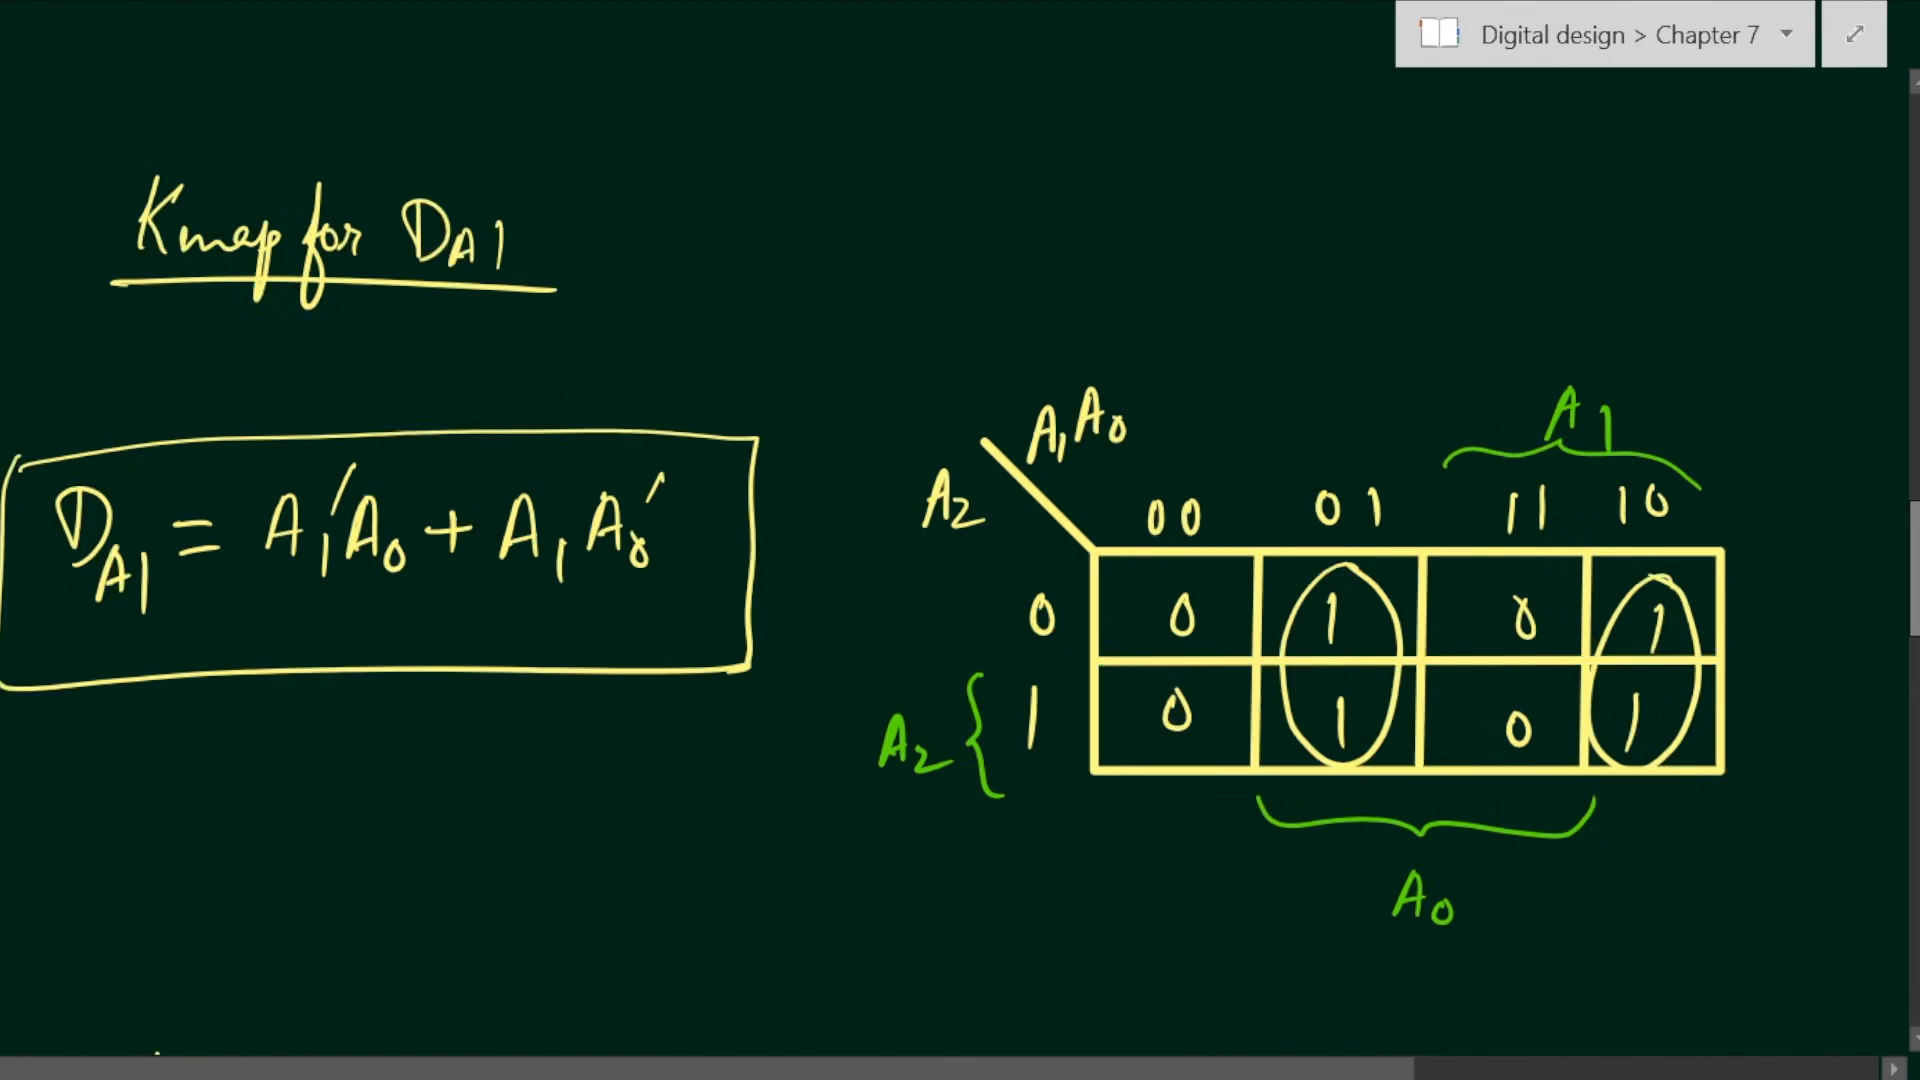 Digital design > Chapter 7
Kmap for DA1
DA1 = A1'A0 + A1A0'
A1A0
A2
A1
00 01 11 10
0 0 1 0 1
1 0 1 0 1
A2
A0